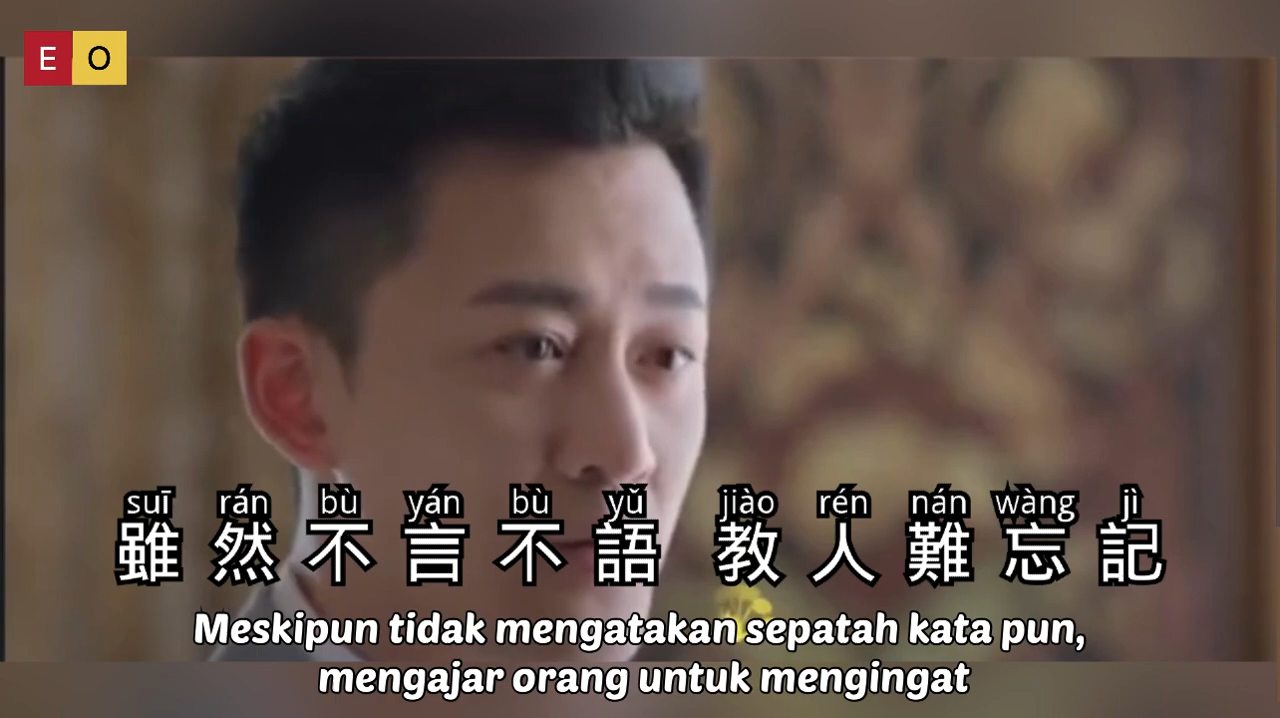 E O
suī rán bù yán bù yǔ jiào rén nán wàng jì
雖然不言不語 教人難忘記
Meskipun tidak mengatakan sepatah kata pun,
mengajar orang untuk mengingat